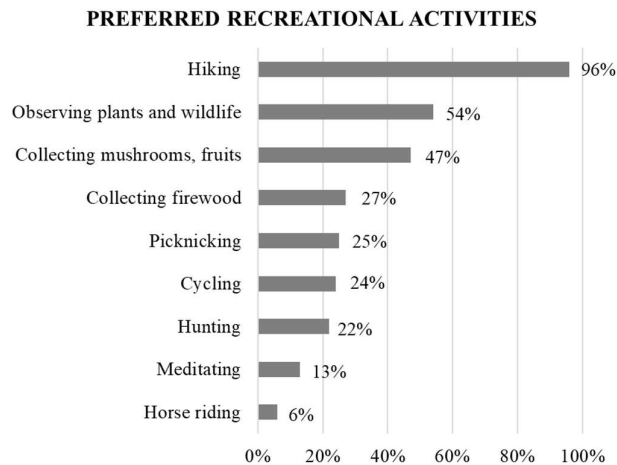 PREFERRED RECREATIONAL ACTIVITIES
Hiking 96%
Observing plants and wildlife 54%
Collecting mushrooms, fruits 47%
Collecting firewood 27%
Picknicking 25%
Cycling 24%
Hunting 22%
Meditating 13%
Horse riding 6%
0% 20% 40% 60% 80% 100%